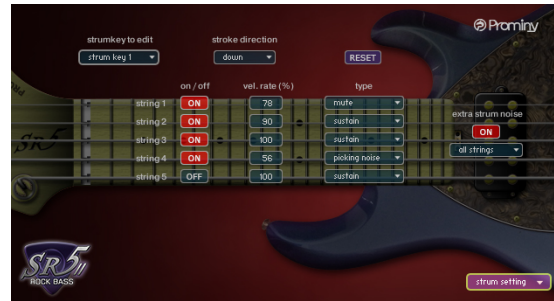 Prominy
strumkey to edit
stroke direction
strum key 1
down
RESET
on / off
vel. rate (%)
type
string 1 ON 78 mute
extra strum noise
string 2 ON 90 sustain
ON
string 3 ON 100 sustain
all strings
string 4 ON 56 picking noise
string 5 OFF 100 sustain
SR5
SR5
ROCK BASS
strum setting